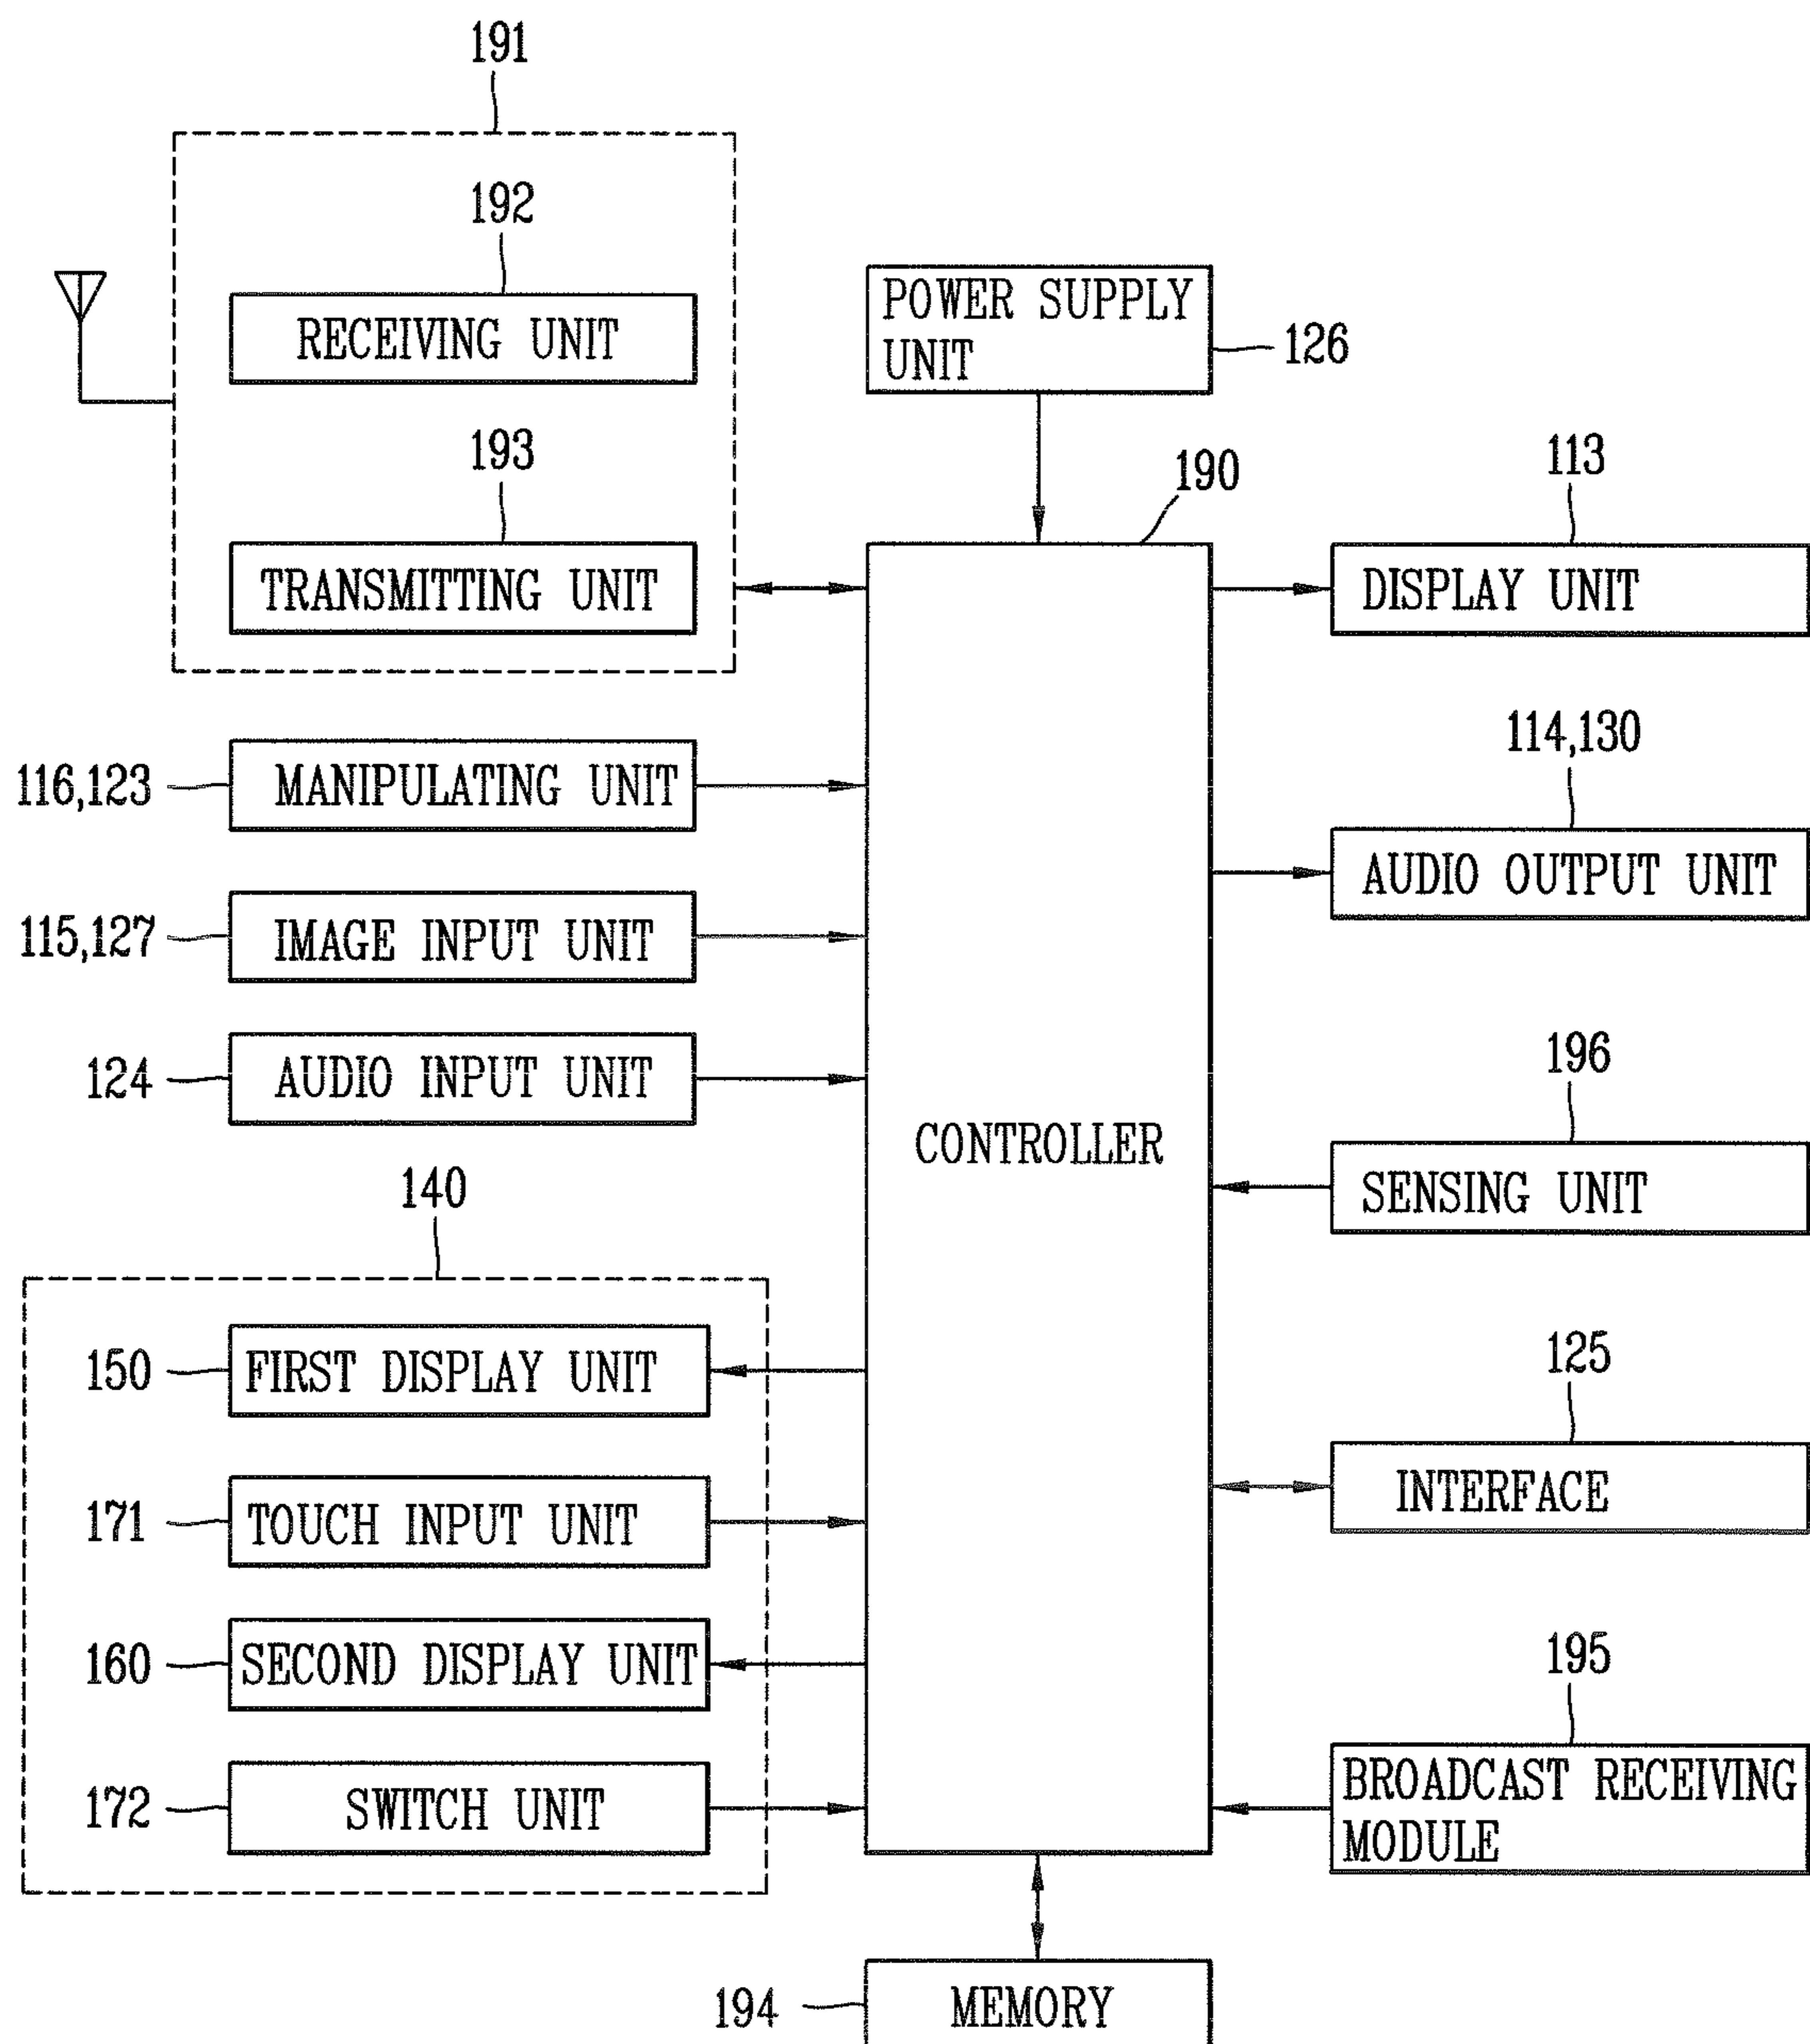 191
192
RECEIVING UNIT
193
TRANSMITTING UNIT
POWER SUPPLY
UNIT
126
190
CONTROLLER
113
DISPLAY UNIT
116,123
MANIPULATING UNIT
114,130
AUDIO OUTPUT UNIT
115,127
IMAGE INPUT UNIT
124
AUDIO INPUT UNIT
196
SENSING UNIT
140
150
FIRST DISPLAY UNIT
125
INTERFACE
171
TOUCH INPUT UNIT
160
SECOND DISPLAY UNIT
195
BROADCAST RECEIVING
MODULE
172
SWITCH UNIT
194
MEMORY